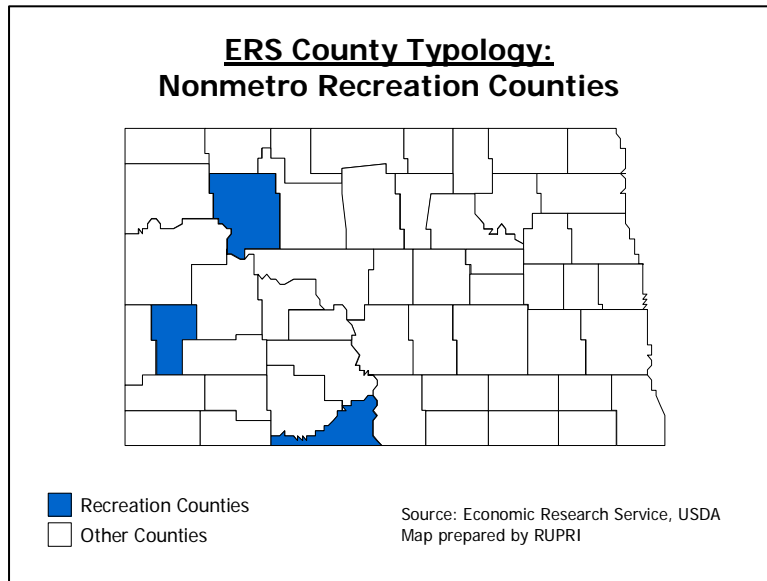 ERS County Typology:
Nonmetro Recreation Counties
Recreation Counties
Other Counties
Source: Economic Research Service, USDA
Map prepared by RUPRI